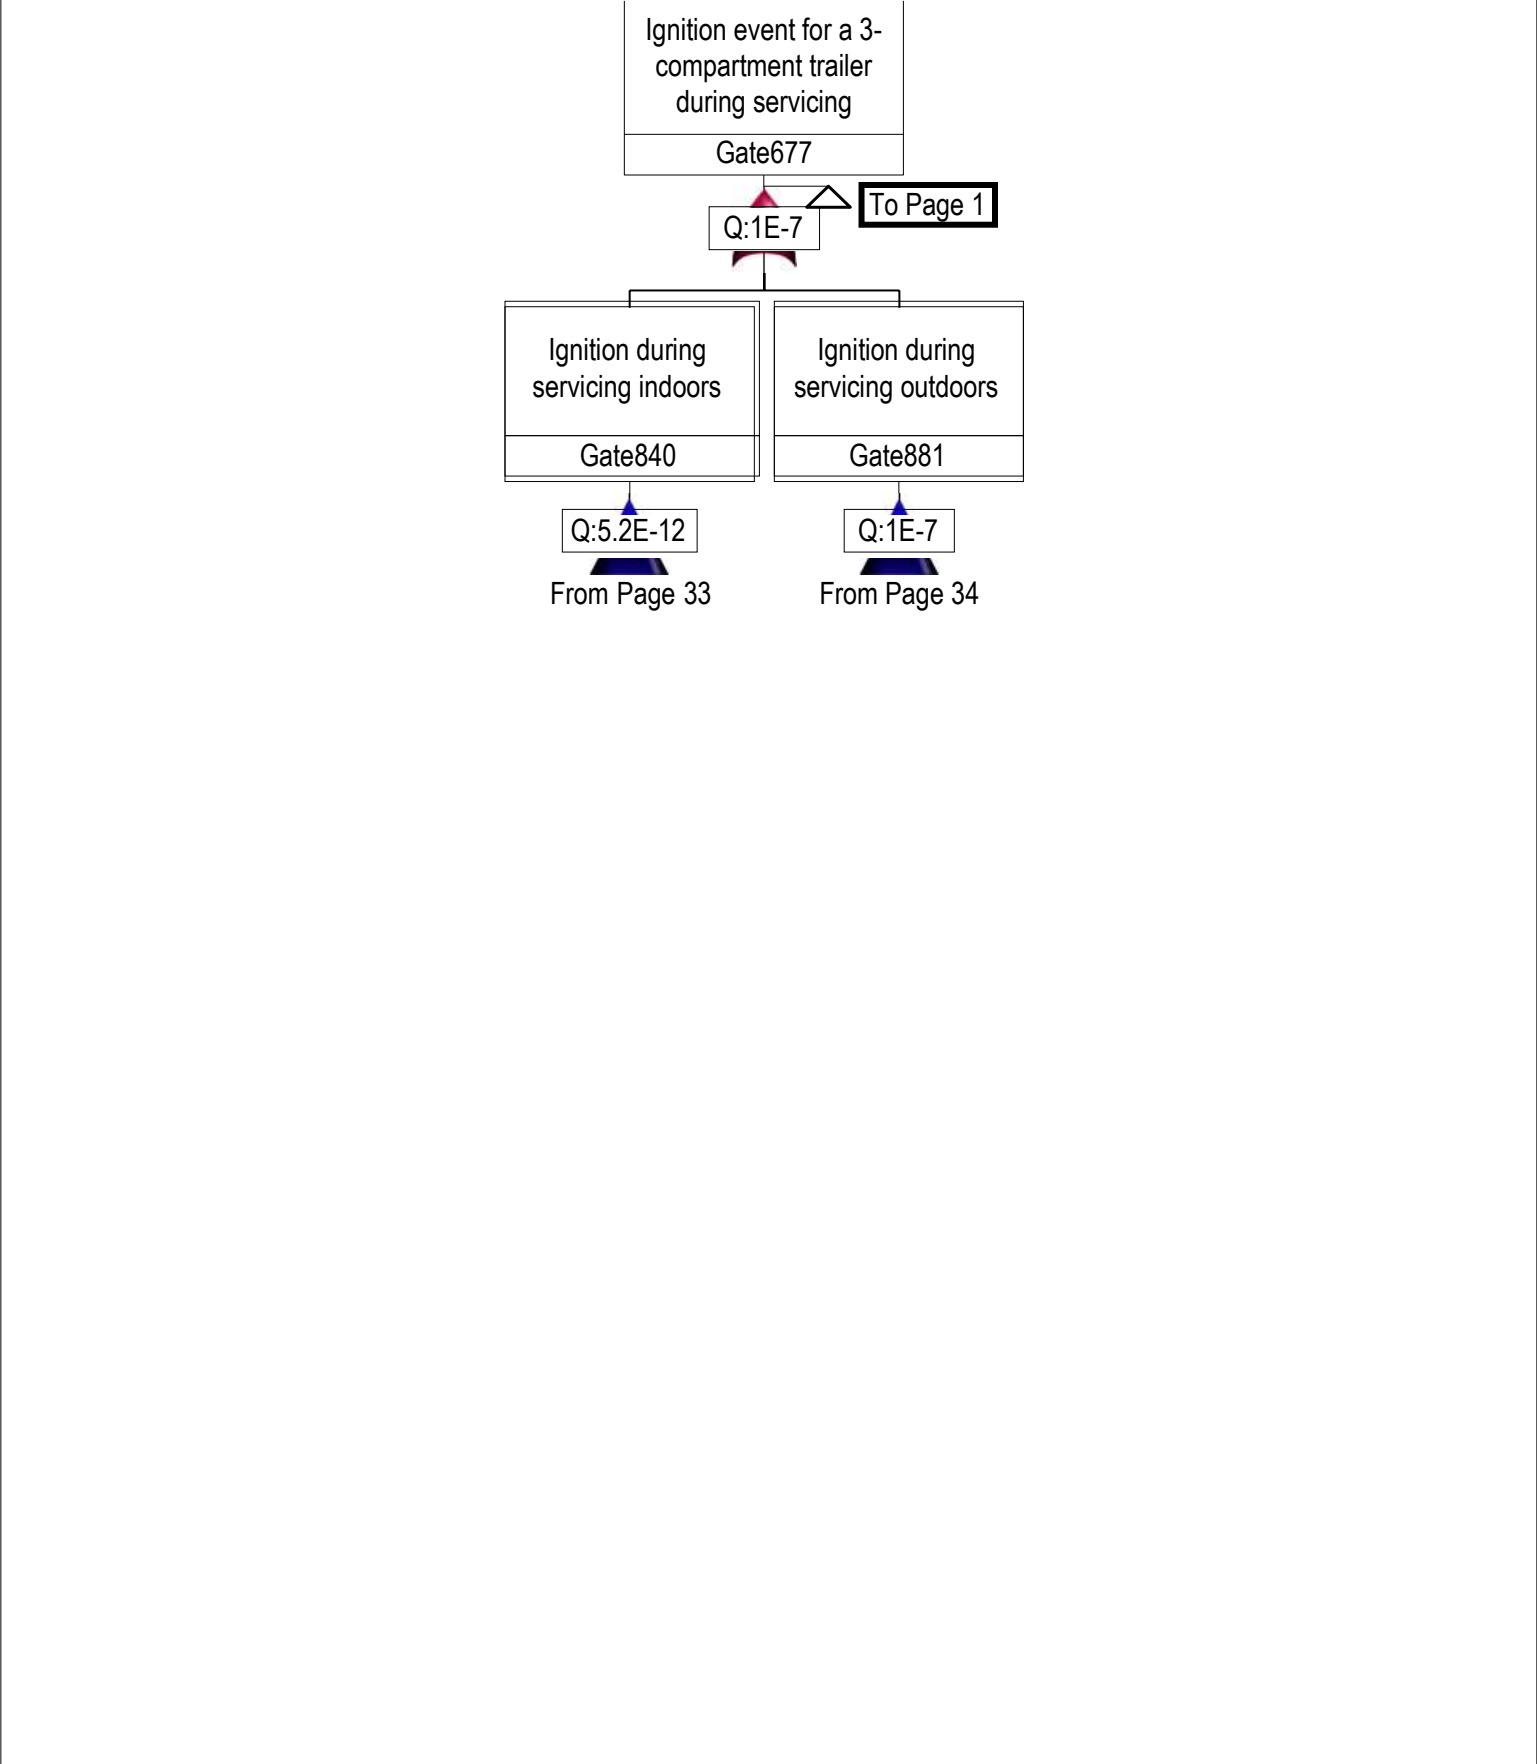 Ignition event for a 3-
compartment trailer
during servicing
Gate677
To Page 1
Q:1E-7
Ignition during
servicing indoors
Gate840
Q:5.2E-12
From Page 33
Ignition during
servicing outdoors
Gate881
Q:1E-7
From Page 34